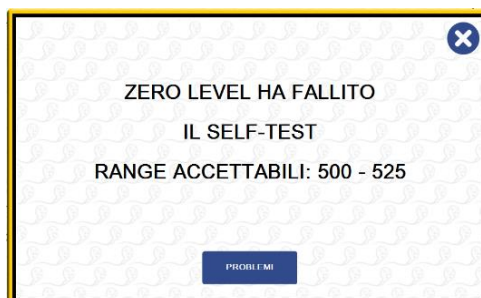 ZERO LEVEL HA FALLITO
IL SELF-TEST
RANGE ACCETTABILI: 500 - 525
PROBLEMI